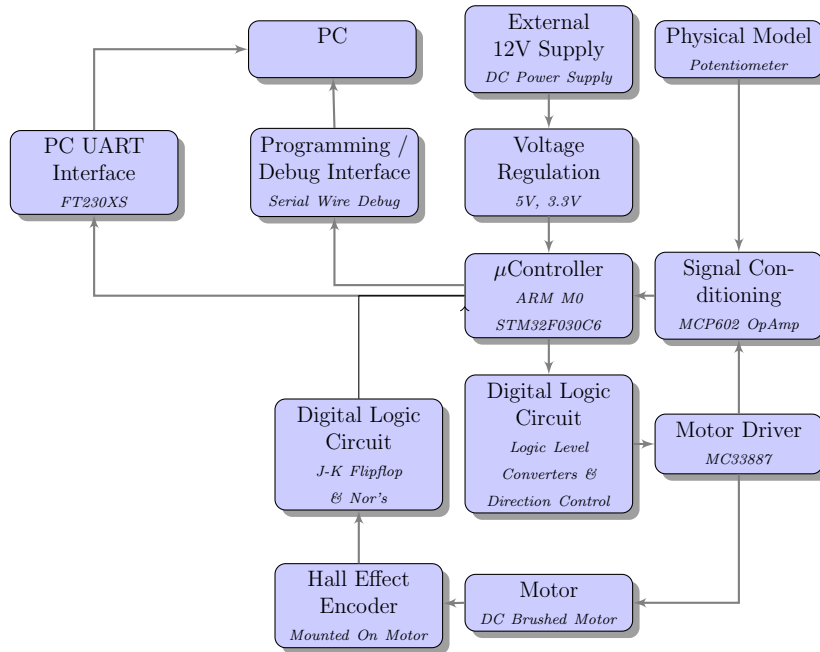 PC
External
12V Supply
DC Power Supply
Physical Model
Potentiometer
PC UART
Interface
FT230XS
Programming /
Debug Interface
Serial Wire Debug
Voltage
Regulation
5V, 3.3V
μController
ARM M0
STM32F030C6
Signal Con-
ditioning
MCP602 OpAmp
Digital Logic
Circuit
J-K Flipflop
& Nor's
Digital Logic
Circuit
Logic Level
Converters &
Direction Control
Motor Driver
MC33887
Hall Effect
Encoder
Mounted On Motor
Motor
DC Brushed Motor